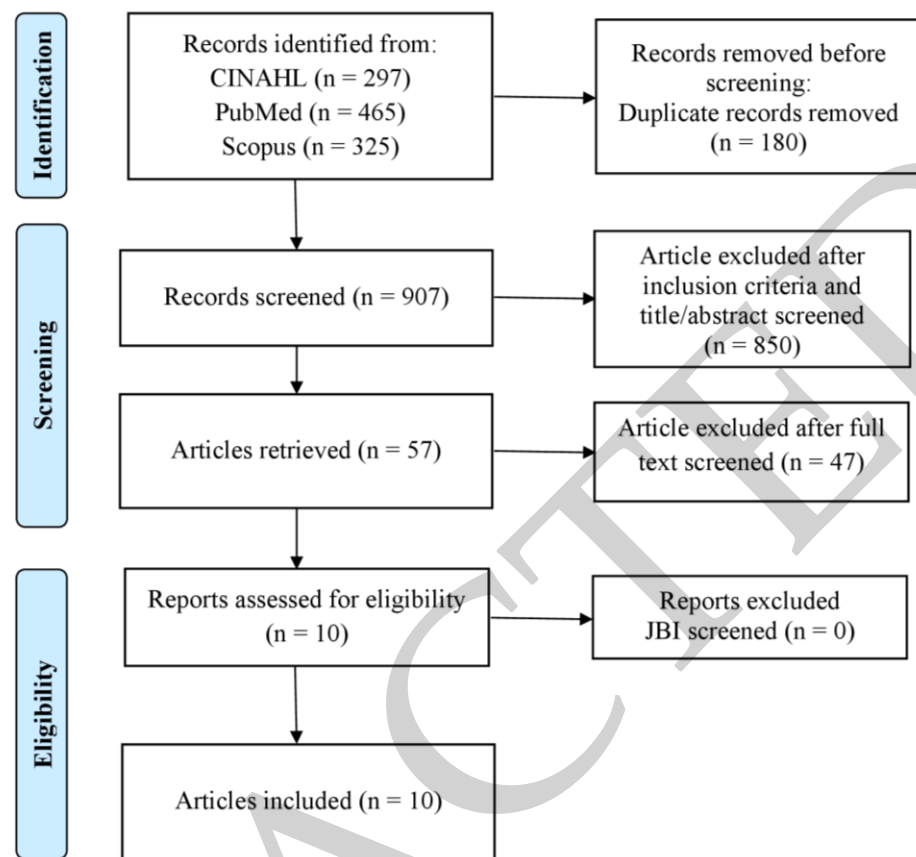 Identification
Records identified from:
CINAHL (n = 297)
PubMed (n = 465)
Scopus (n = 325)
Records removed before
screening:
Duplicate records removed
(n = 180)
Screening
Records screened (n = 907)
Article excluded after
inclusion criteria and
title/abstract screened
(n = 850)
Articles retrieved (n = 57)
Article excluded after full
text screened (n = 47)
Eligibility
Reports assessed for eligibility
(n = 10)
Reports excluded
JBI screened (n = 0)
Articles included (n = 10)